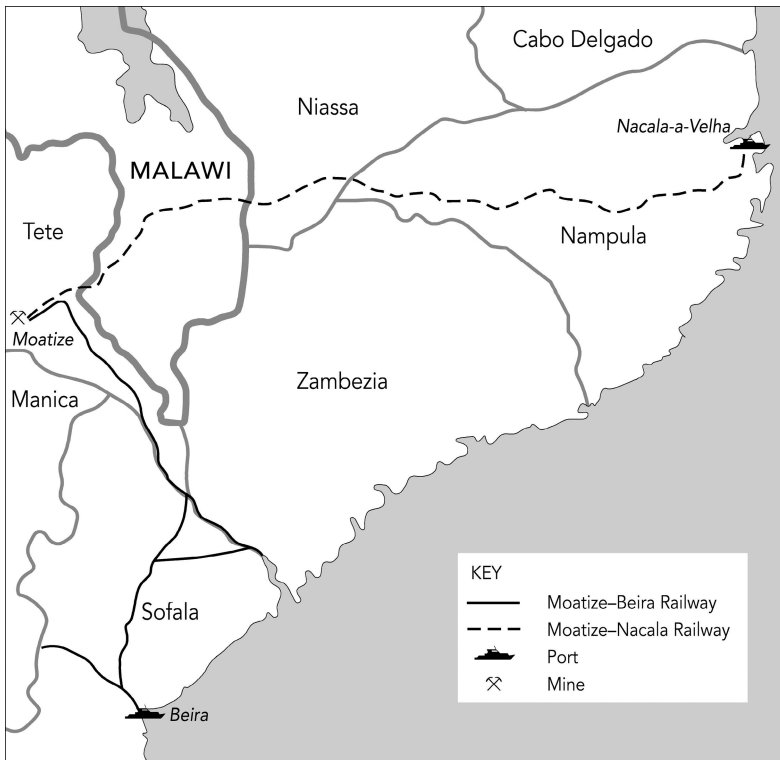 Cabo Delgado
Niassa
Nacala-a-Velha
MALAWI
Tete
Nampula
Moatize
Zambezia
Manica
KEY
Moatize–Beira Railway
Sofala
Moatize–Nacala Railway
Port
Mine
Beira